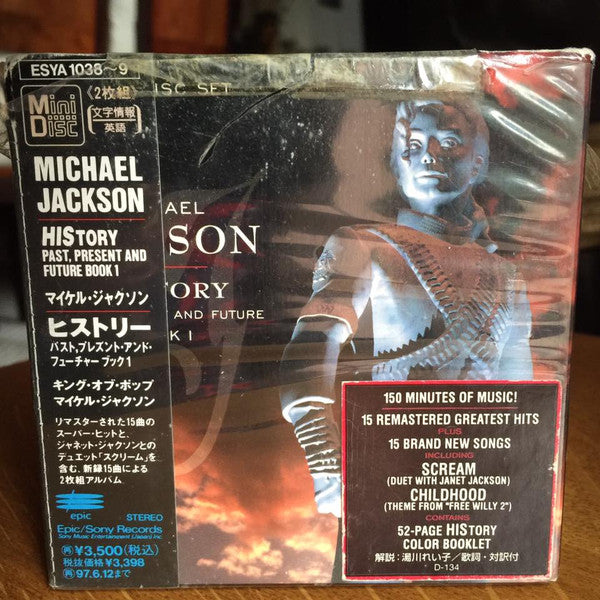 ESYA 1038~9
Mini
Disc
〈2枚組〉
文字情報
英語
MICHAEL
JACKSON
HIStory
PAST, PRESENT AND
FUTURE BOOK 1
マイケル・ジャクソン
ヒストリー
パスト,プレズント・アンド・
フューチャー ブック1
キング・オブ・ポップ
マイケル・ジャクソン
リマスターされた15曲の
スーパー・ヒットと、
ジャネット・ジャクソンとの
デュエット「スクリーム」を
含む、新録15曲による
2枚組アルバム
epic
STEREO
Epic/Sony Records
Sony Music Entertainment (Japan) Inc.
再¥3,500(税込)
税抜価格¥3,398
再97.6.12まで
DISC SET
AEL
SON
TORY
AND FUTURE
K I
150 MINUTES OF MUSIC!
15 REMASTERED GREATEST HITS
PLUS
15 BRAND NEW SONGS
INCLUDING
SCREAM
(DUET WITH JANET JACKSON)
CHILDHOOD
(THEME FROM "FREE WILLY 2")
CONTAINS
52-PAGE HIStory
COLOR BOOKLET
解説:湯川れい子/歌詞・対訳付
D-134